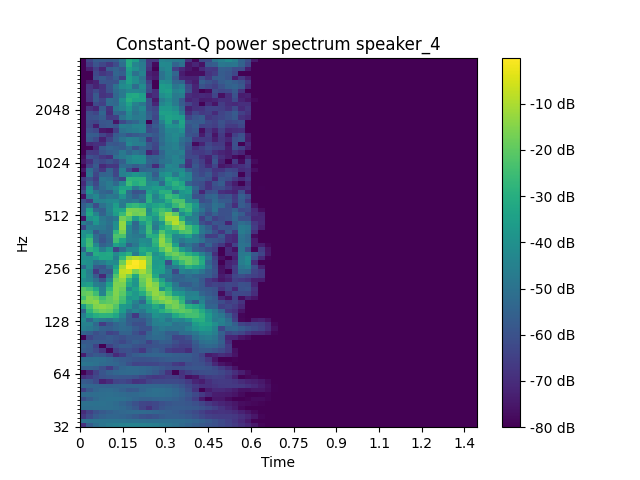 Constant-Q power spectrum speaker_4
Hz
2048
1024
512
256
128
64
32
0 0.15 0.3 0.45 0.6 0.75 0.9 1.1 1.2 1.4
Time
-10 dB
-20 dB
-30 dB
-40 dB
-50 dB
-60 dB
-70 dB
-80 dB